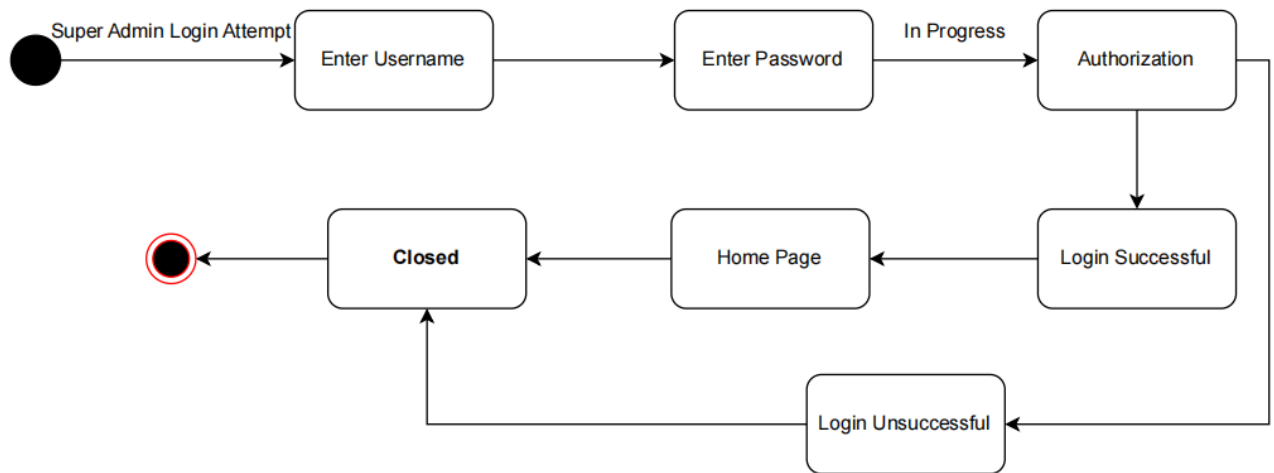 Super Admin Login Attempt
Enter Username
Enter Password
In Progress
Authorization
Closed
Home Page
Login Successful
Login Unsuccessful